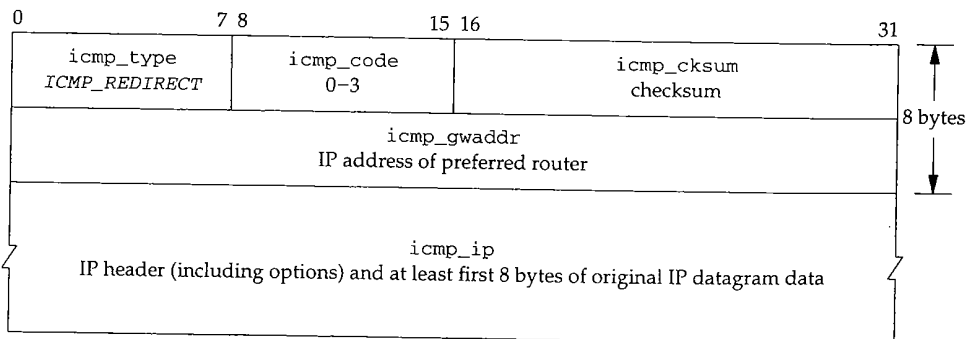 0 7 8 15 16 31
icmp_type icmp_code icmp_cksum
ICMP_REDIRECT 0–3 checksum
8 bytes
icmp_gwaddr
IP address of preferred router
icmp_ip
IP header (including options) and at least first 8 bytes of original IP datagram data